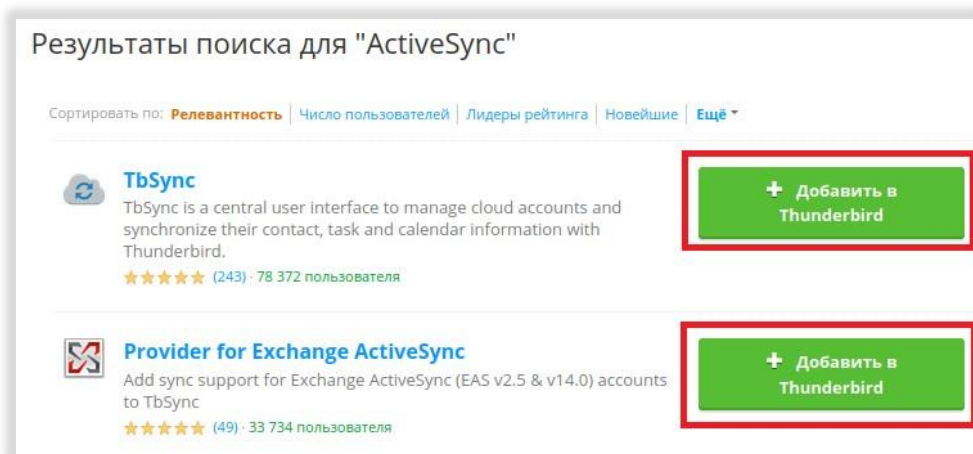 Результаты поиска для "ActiveSync"
Сортировать по: Релевантность Число пользователей Лидеры рейтинга Новейшие Ещё
TbSync
TbSync is a central user interface to manage cloud accounts and
synchronize their contact, task and calendar information with
Thunderbird.
(243) · 78 372 пользователя
Добавить в
Thunderbird
Provider for Exchange ActiveSync
Add sync support for Exchange ActiveSync (EAS v2.5 & v14.0) accounts
to TbSync
(49) · 33 734 пользователя
Добавить в
Thunderbird